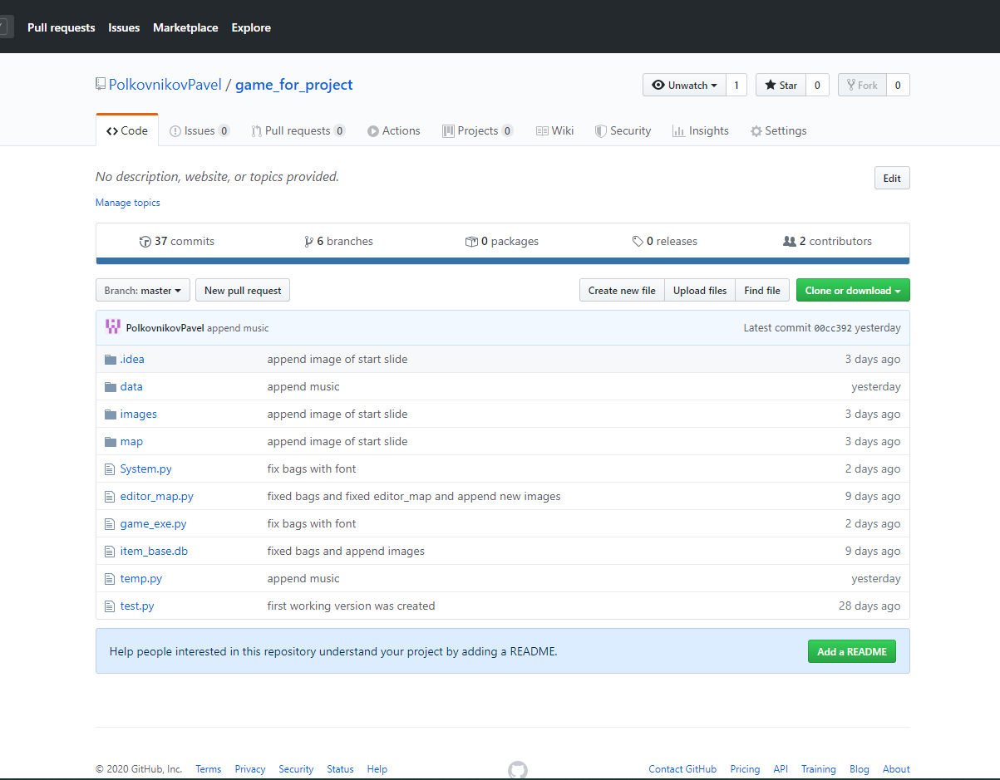 Pull requests Issues Marketplace Explore
PolkovnikovPavel / game_for_project
Unwatch 1 Star 0 Fork 0
Code Issues 0 Pull requests 0 Actions Projects 0 Wiki Security Insights Settings
No description, website, or topics provided.
Edit
Manage topics
37 commits 6 branches 0 packages 0 releases 2 contributors
Branch: master New pull request Create new file Upload files Find file Clone or download
PolkovnikovPavel append music Latest commit 00cc392 yesterday
.idea append image of start slide 3 days ago
data append music yesterday
images append image of start slide 3 days ago
map append image of start slide 3 days ago
System.py fix bags with font 2 days ago
editor_map.py fixed bags and fixed editor_map and append new images 9 days ago
game_exe.py fix bags with font 2 days ago
item_base.db fixed bags and append images 9 days ago
temp.py append music yesterday
test.py first working version was created 28 days ago
Help people interested in this repository understand your project by adding a README. Add a README
© 2020 GitHub, Inc. Terms Privacy Security Status Help Contact GitHub Pricing API Training Blog About